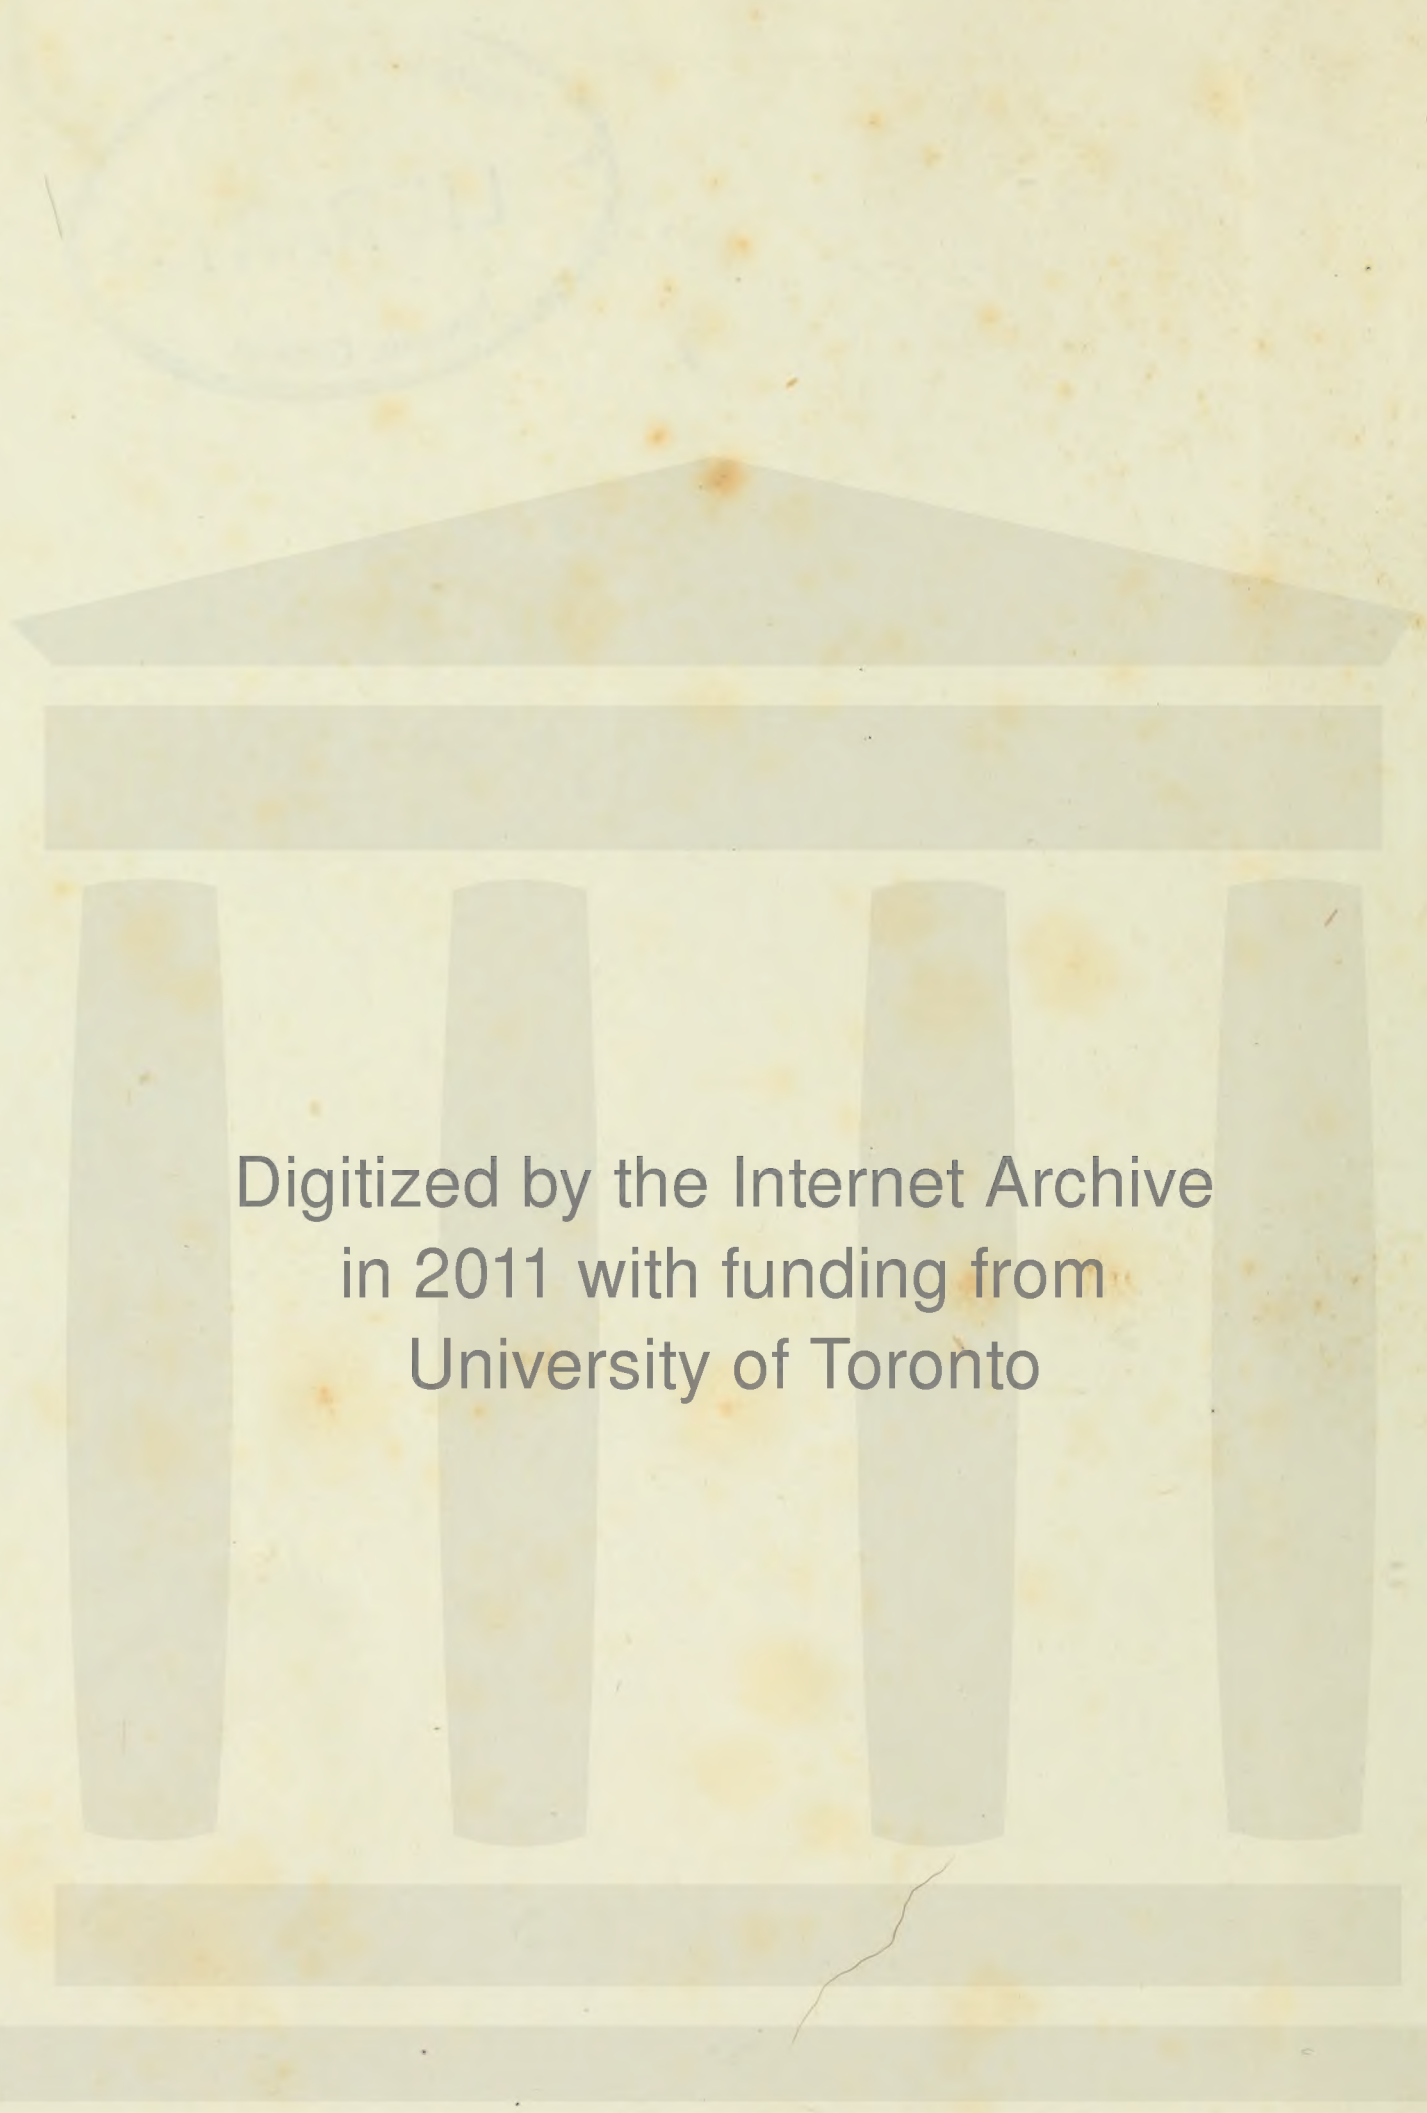 Digitized by the Internet Archive
in 2011 with funding from
University of Toronto